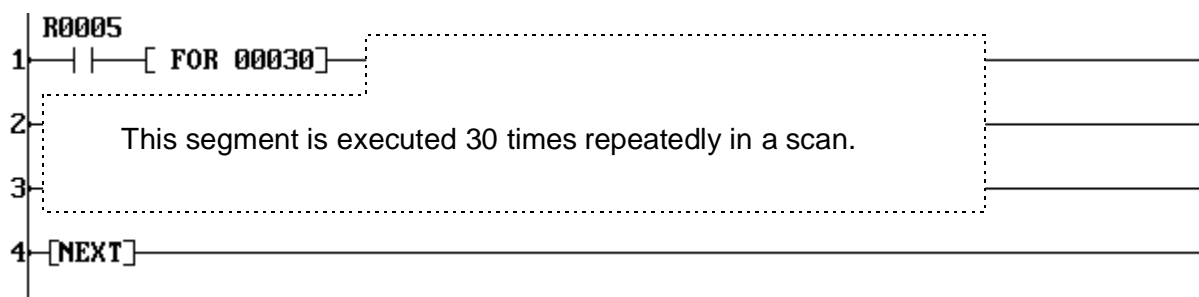 R0005
1 [ FOR 00030]
2
This segment is executed 30 times repeatedly in a scan.
3
4 [NEXT]